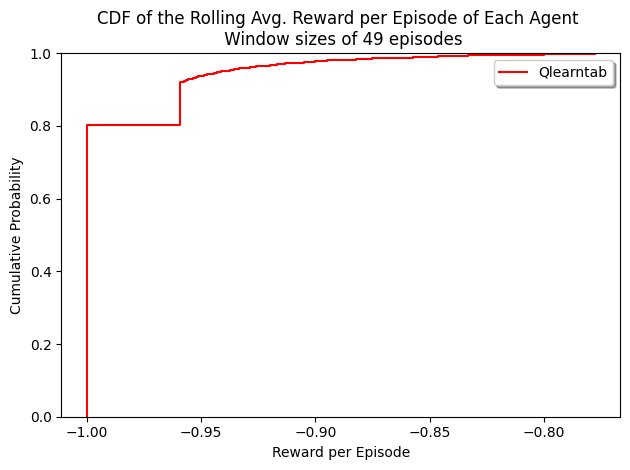 CDF of the Rolling Avg. Reward per Episode of Each Agent
Window sizes of 49 episodes
Qlearntab
Cumulative Probability
1.0
0.8
0.6
0.4
0.2
0.0
−1.00 −0.95 −0.90 −0.85 −0.80
Reward per Episode